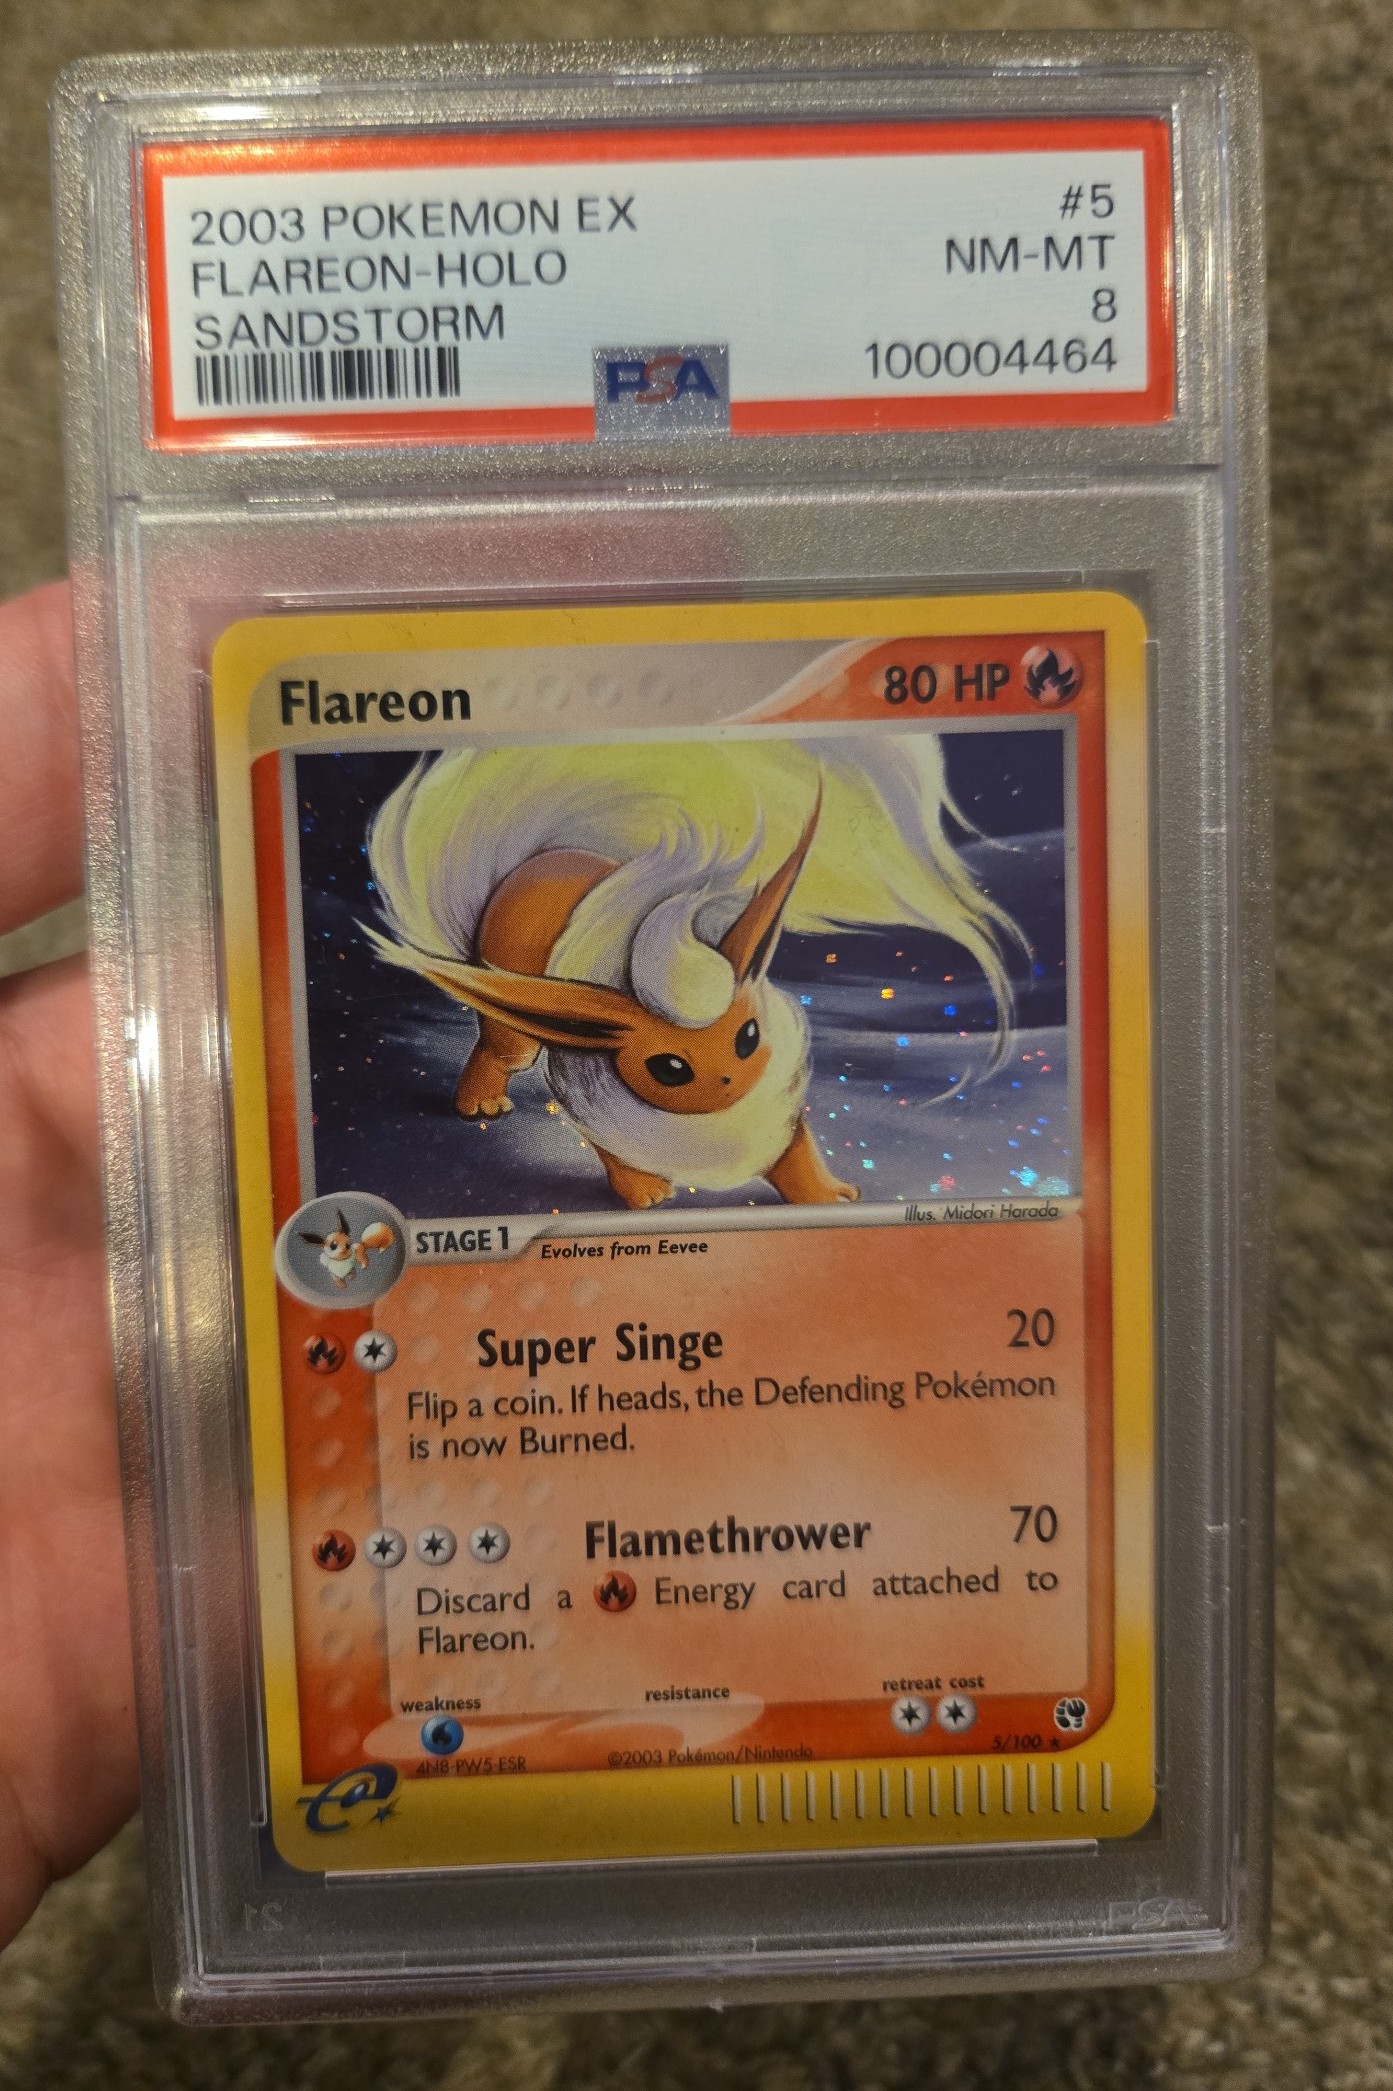 2003 POKEMON EX #5
FLAREON-HOLO NM-MT
SANDSTORM 8
PSA 100004464
Flareon 80 HP
Illus. Midori Harada
STAGE 1 Evolves from Eevee
Super Singe 20
Flip a coin. If heads, the Defending Pokémon
is now Burned.
Flamethrower 70
Discard a Energy card attached to
Flareon.
weakness resistance retreat cost
4N8-PW5-ESR ©2003 Pokémon/Nintendo 5/100 ★
e
21 PSA